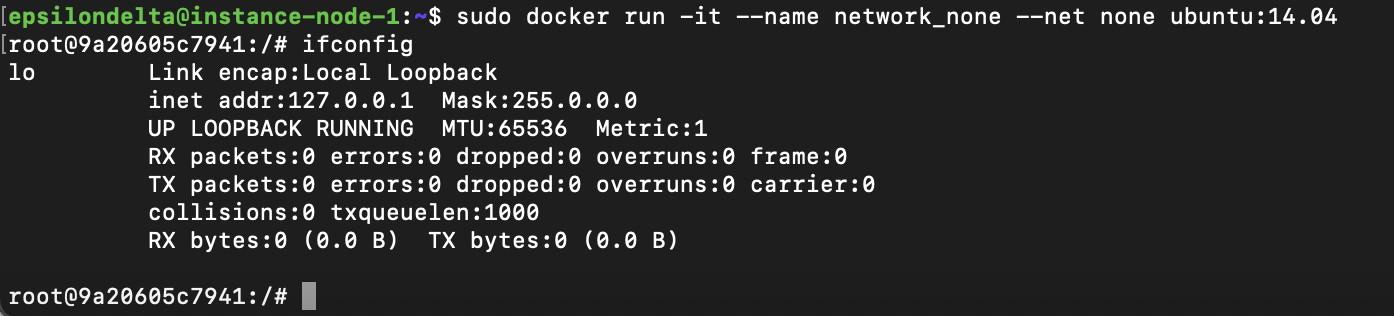 [epsilondelta@instance-node-1:~$ sudo docker run -it --name network_none --net none ubuntu:14.04
[root@9a20605c7941:/# ifconfig
lo        Link encap:Local Loopback
          inet addr:127.0.0.1  Mask:255.0.0.0
          UP LOOPBACK RUNNING  MTU:65536  Metric:1
          RX packets:0 errors:0 dropped:0 overruns:0 frame:0
          TX packets:0 errors:0 dropped:0 overruns:0 carrier:0
          collisions:0 txqueuelen:1000
          RX bytes:0 (0.0 B)  TX bytes:0 (0.0 B)
root@9a20605c7941:/#